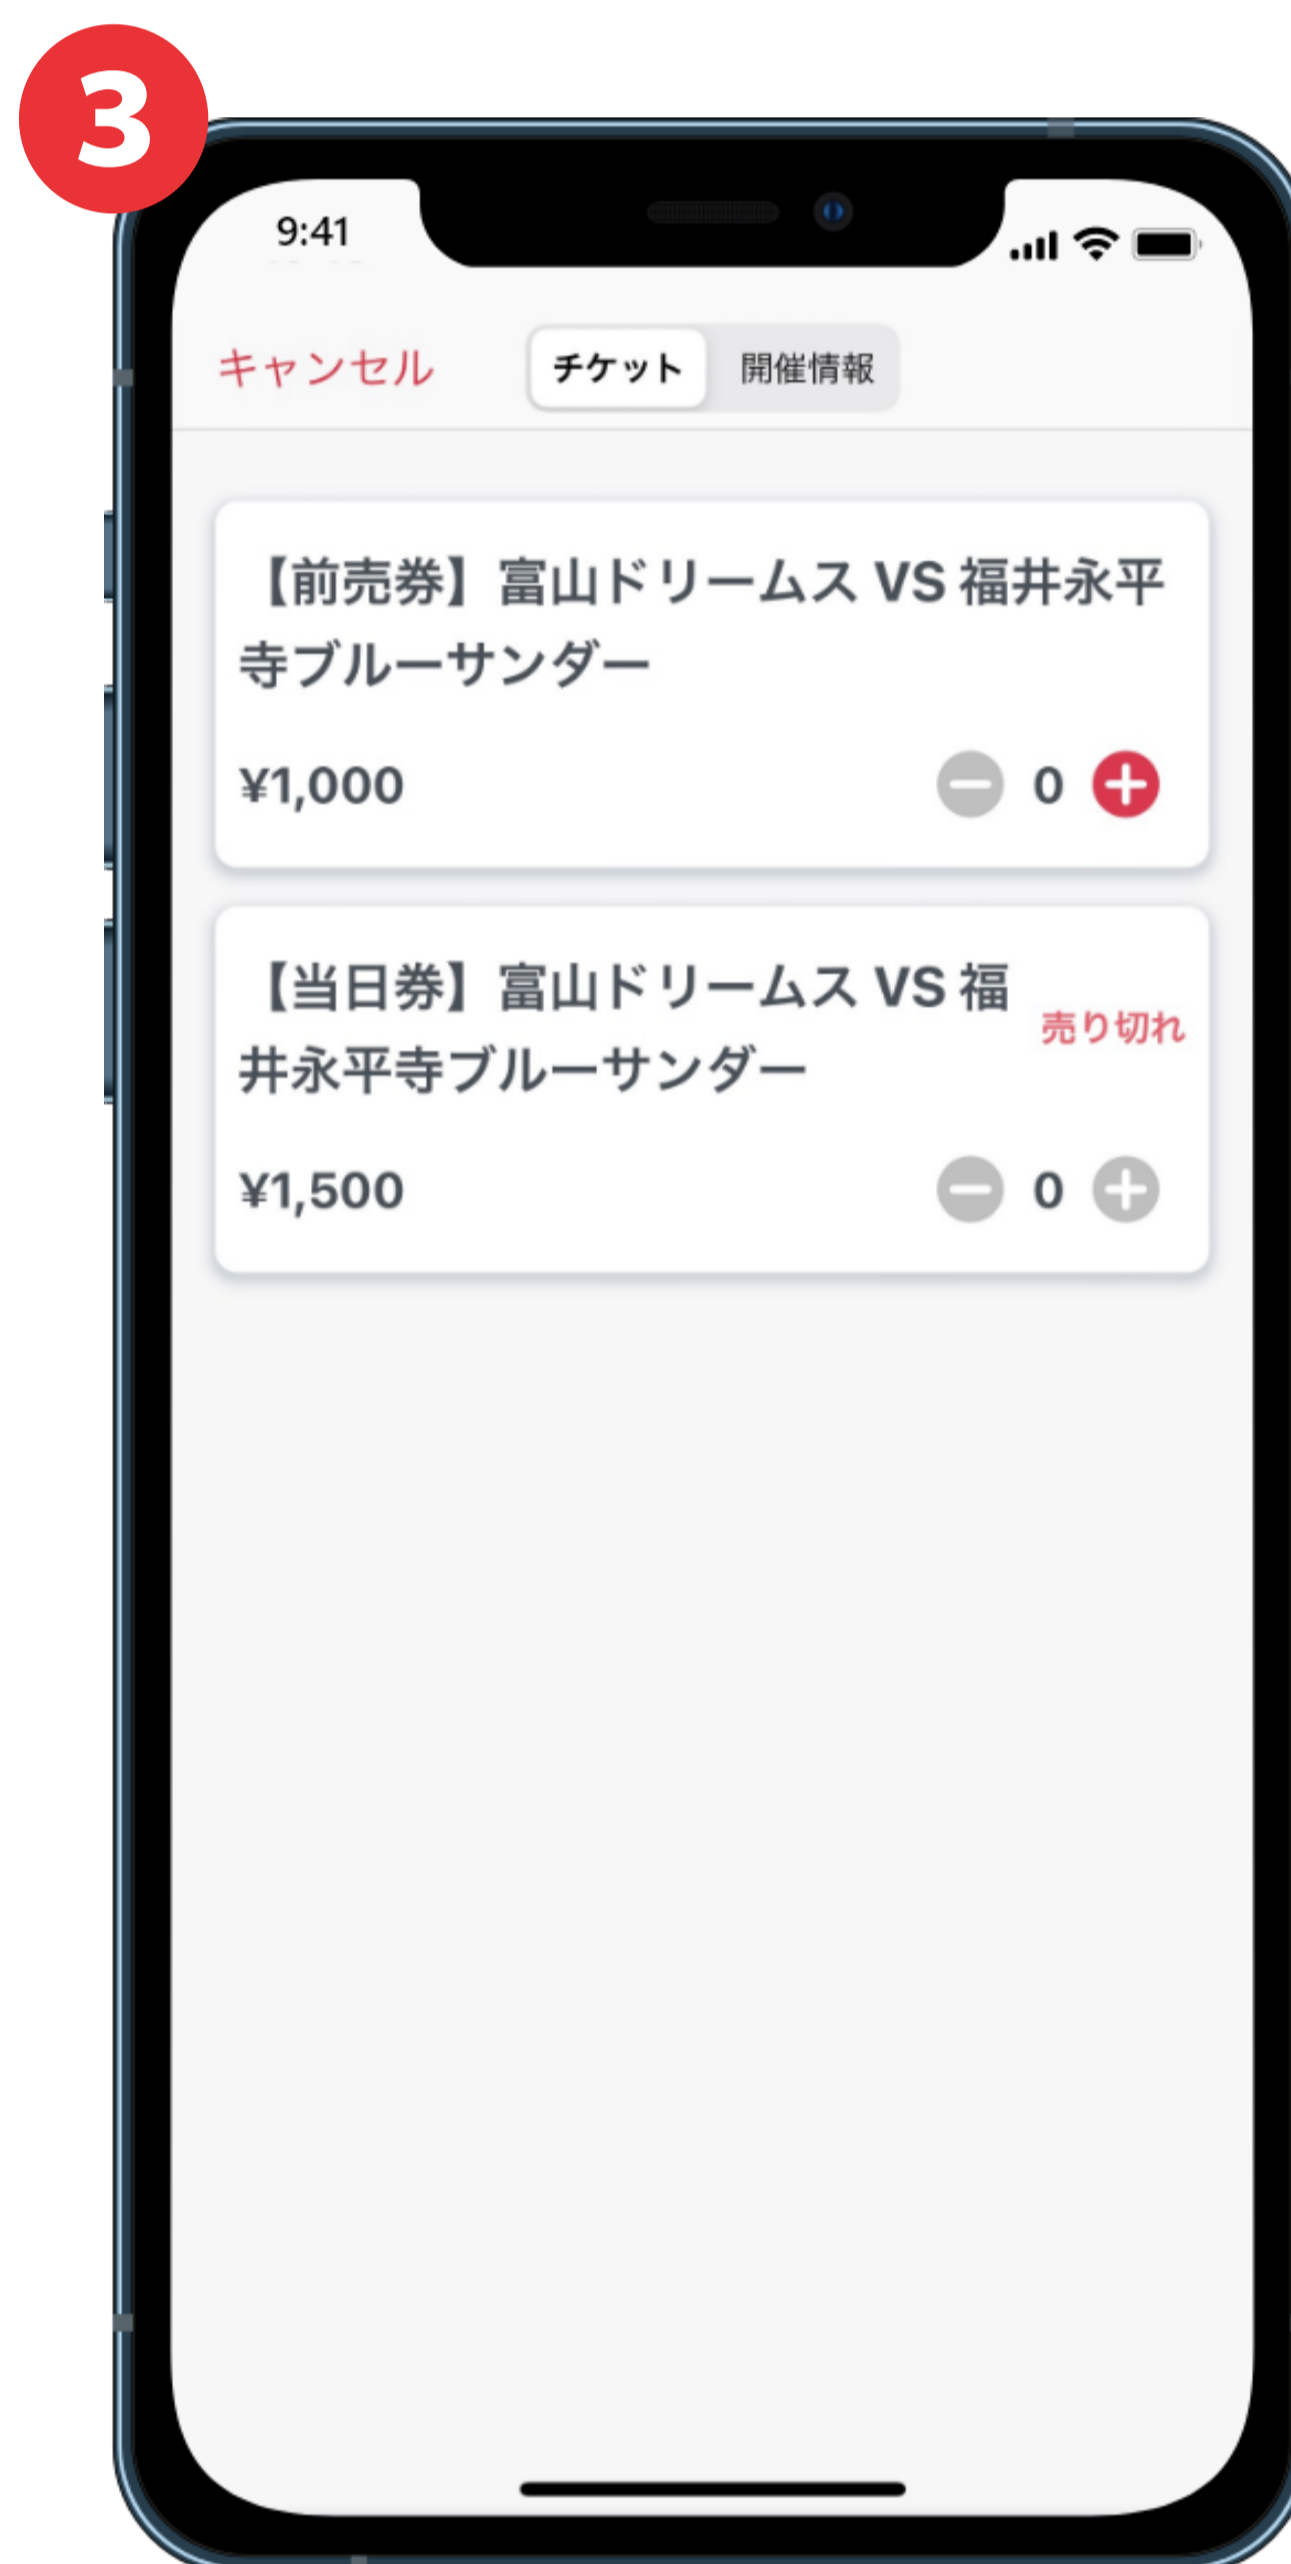 3
9:41
キャンセル
チケット
開催情報
【前売券】富山ドリームス VS 福井永平
寺ブルーサンダー
¥1,000
0
【当日券】富山ドリームス VS 福
井永平寺ブルーサンダー
売り切れ
¥1,500
0